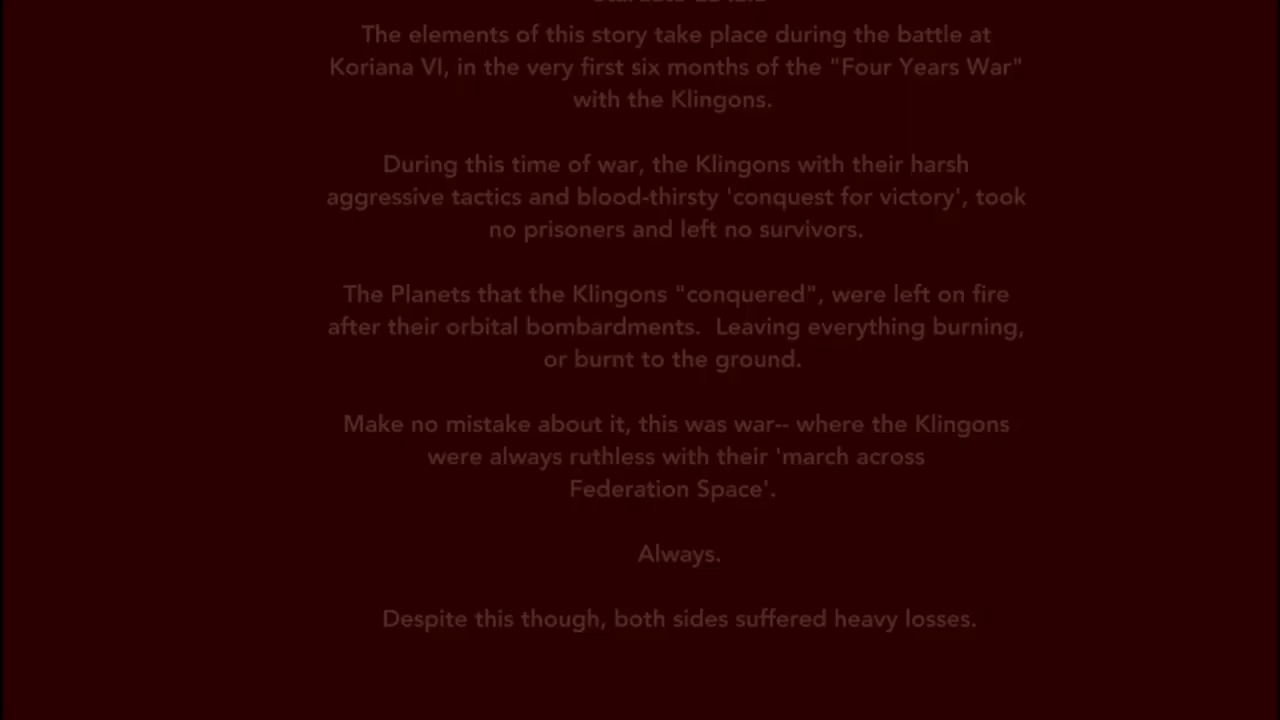 The elements of this story take place during the battle at
Koriana VI, in the very first six months of the "Four Years War"
with the Klingons.
During this time of war, the Klingons with their harsh
aggressive tactics and blood-thirsty 'conquest for victory', took
no prisoners and left no survivors.
The Planets that the Klingons "conquered", were left on fire
after their orbital bombardments.  Leaving everything burning,
or burnt to the ground.
Make no mistake about it, this was war-- where the Klingons
were always ruthless with their 'march across
Federation Space'.
Always.
Despite this though, both sides suffered heavy losses.